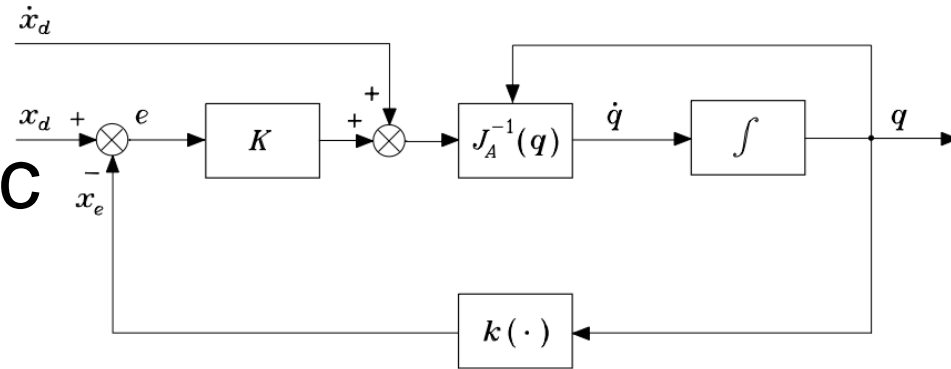 ẋ_d
+
x_d + e K + J_A^{-1}(q) q̇ ∫ q
−
C x_e
k(·)